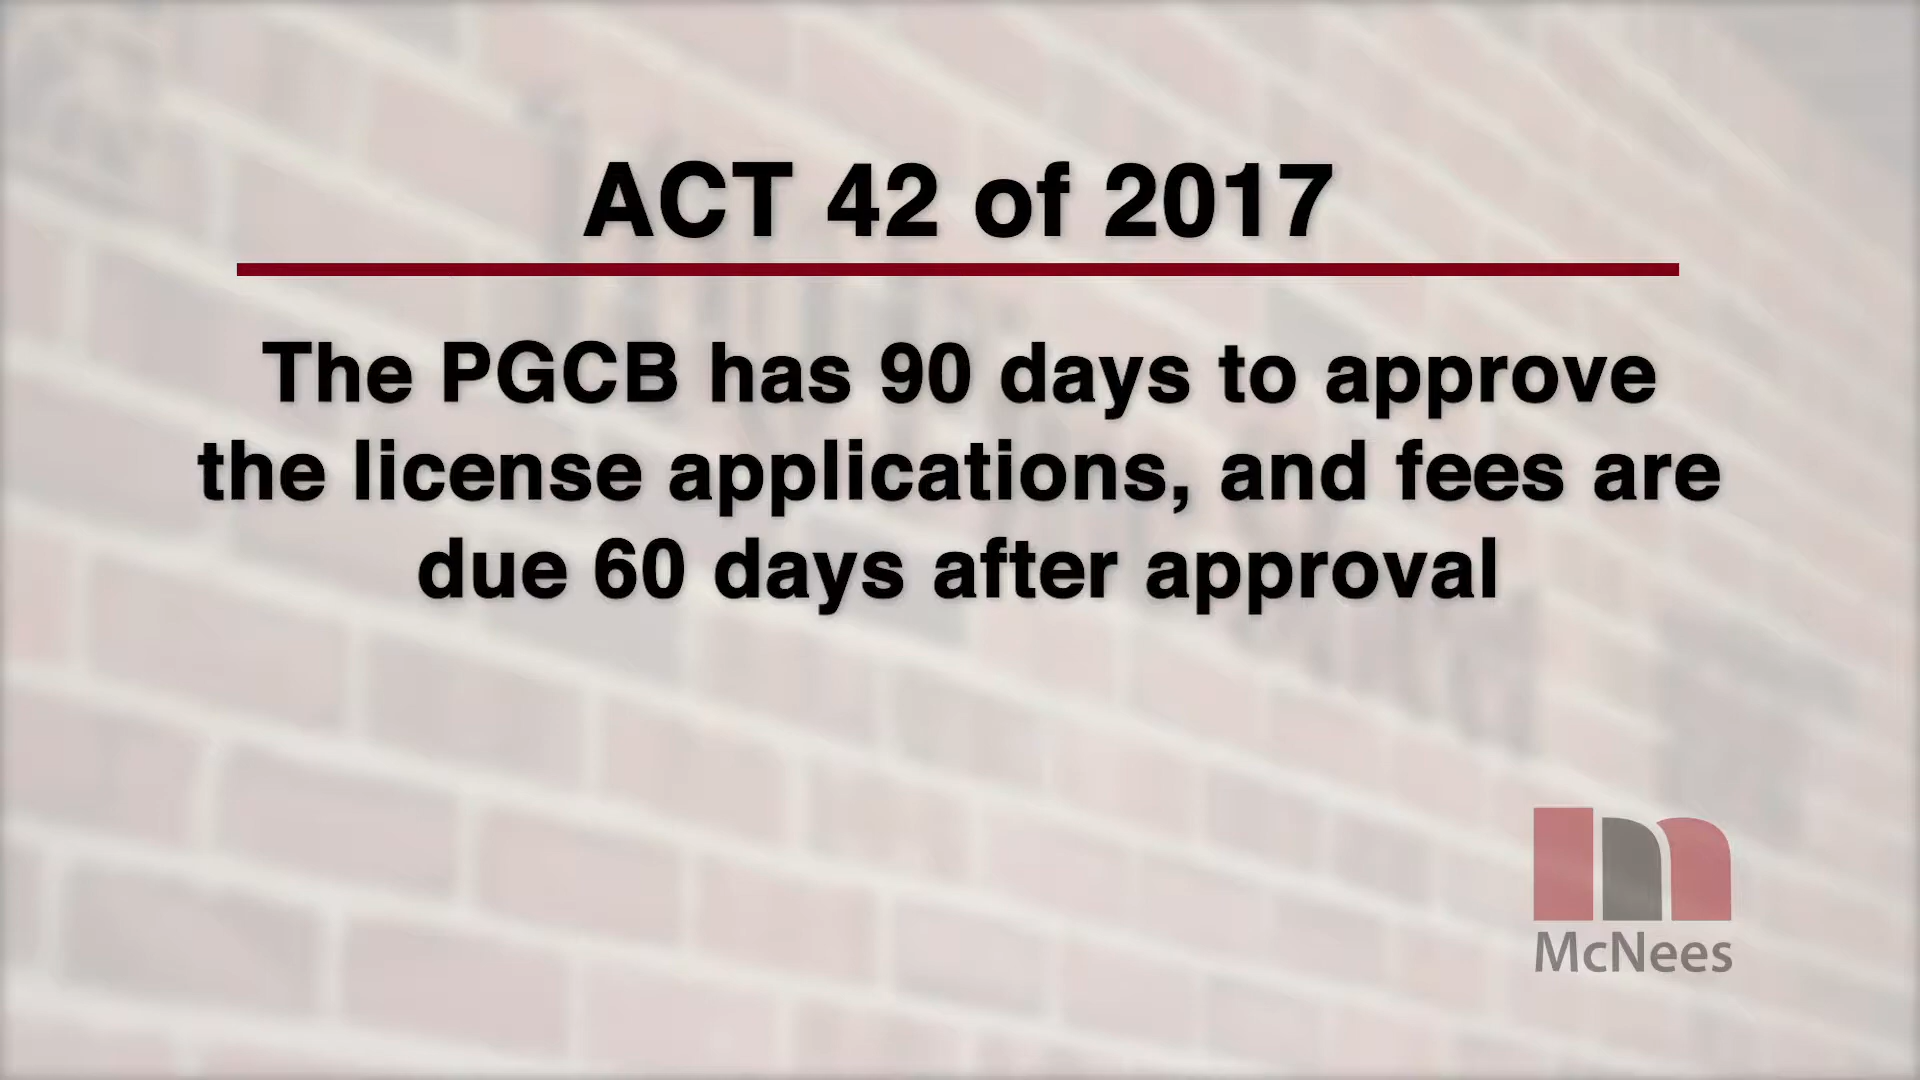 ACT 42 of 2017
The PGCB has 90 days to approve
the license applications, and fees are
due 60 days after approval
McNees